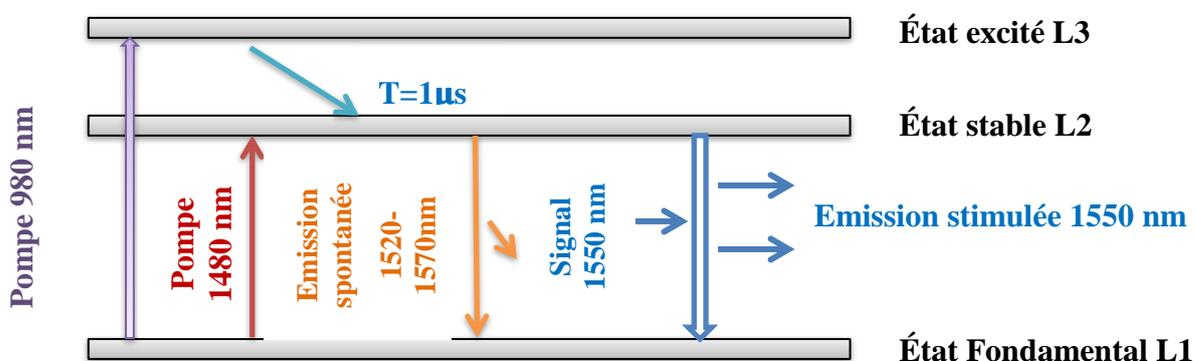 État excité L3
T=1µs
État stable L2
Pompe 980 nm
Pompe
1480 nm
Emission
spontanée
1520-
1570nm
Signal
1550 nm
Emission stimulée 1550 nm
État Fondamental L1